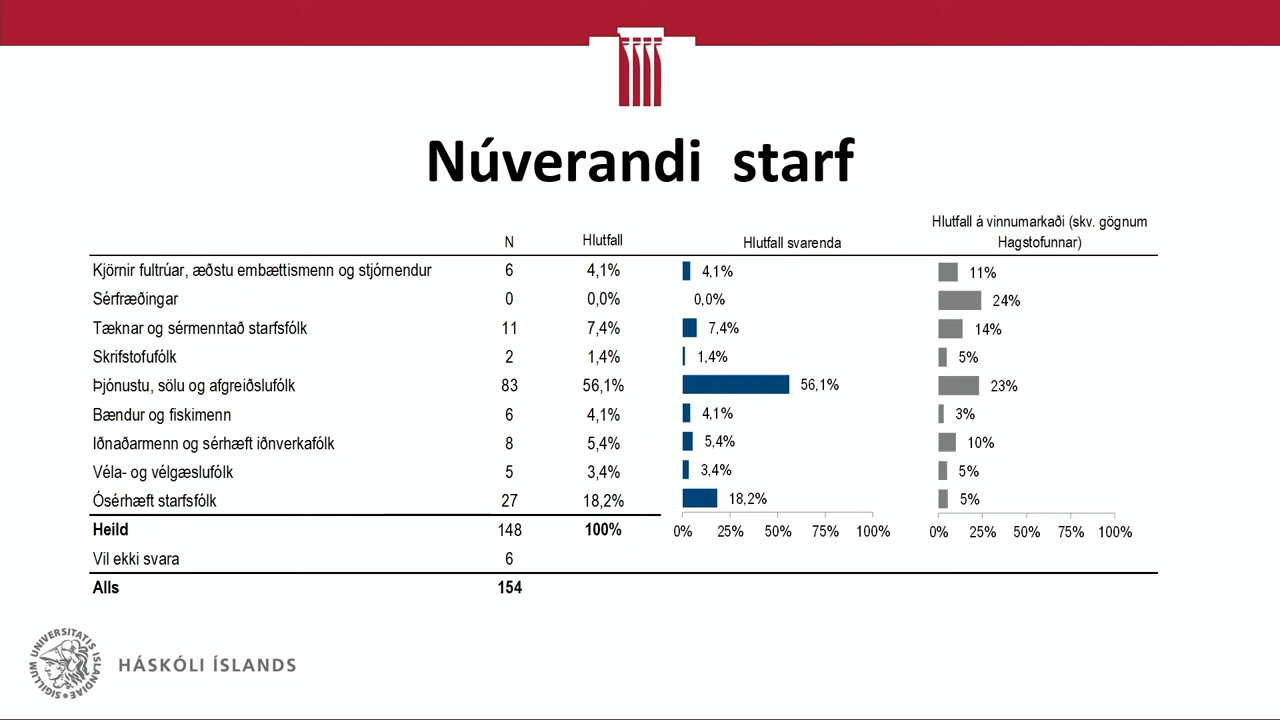 Núverandi starf
Hlutfall á vinnumarkaði (skv. gögnum
N Hlutfall Hlutfall svarenda Hagstofunnar)
Kjörnir fultrúar, æðstu embættismenn og stjórnendur 6 4,1% 4,1% 11%
Sérfræðingar 0 0,0% 0,0% 24%
Tæknar og sérmenntað starfsfólk 11 7,4% 7,4% 14%
Skrifstofufólk 2 1,4% 1,4% 5%
Þjónustu, sölu og afgreiðslufólk 83 56,1% 56,1% 23%
Bændur og fiskimenn 6 4,1% 4,1% 3%
Iðnaðarmenn og sérhæft iðnverkafólk 8 5,4% 5,4% 10%
Véla- og vélgæslufólk 5 3,4% 3,4% 5%
Ósérhæft starfsfólk 27 18,2% 18,2% 5%
Heild 148 100% 0% 25% 50% 75% 100% 0% 25% 50% 75% 100%
Vil ekki svara 6
Alls 154
SIGILLUM UNIVERSITATIS ISLANDIAE
HÁSKÓLI ÍSLANDS